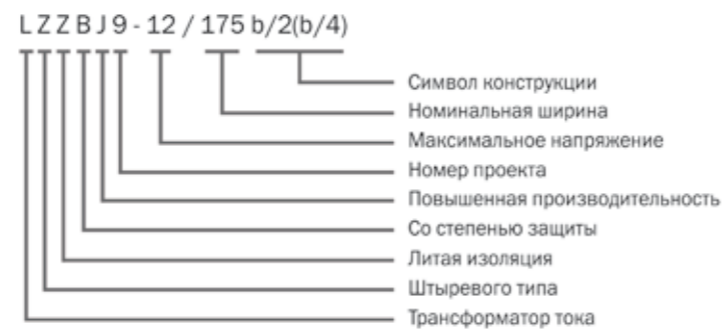 LZZBJ9-12/175 b/2(b/4)
Символ конструкции
Номинальная ширина
Максимальное напряжение
Номер проекта
Повышенная производительность
Со степенью защиты
Литая изоляция
Штыревого типа
Трансформатор тока